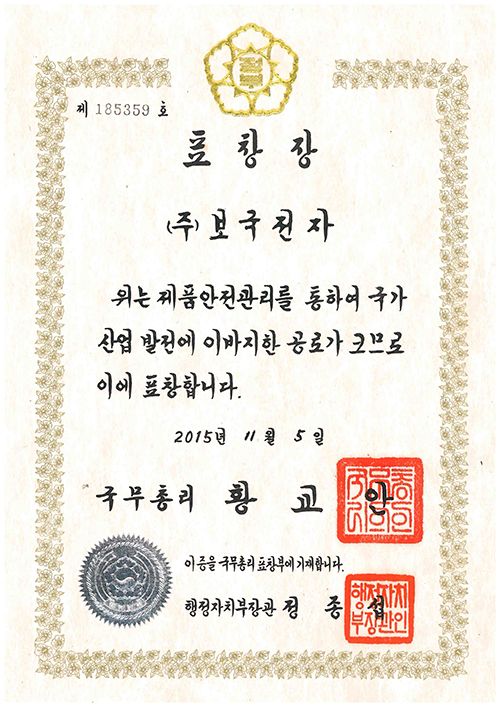 제 185359 호
표창장
(주)보국전자
위는 제품안전관리를 통하여 국가
산업 발전에 이바지한 공로가 크므로
이에 표창합니다.
2015년 11월 5일
국무총리 황교안
이 증을 국무총리 표창부에 기재합니다.
행정자치부장관 정종섭